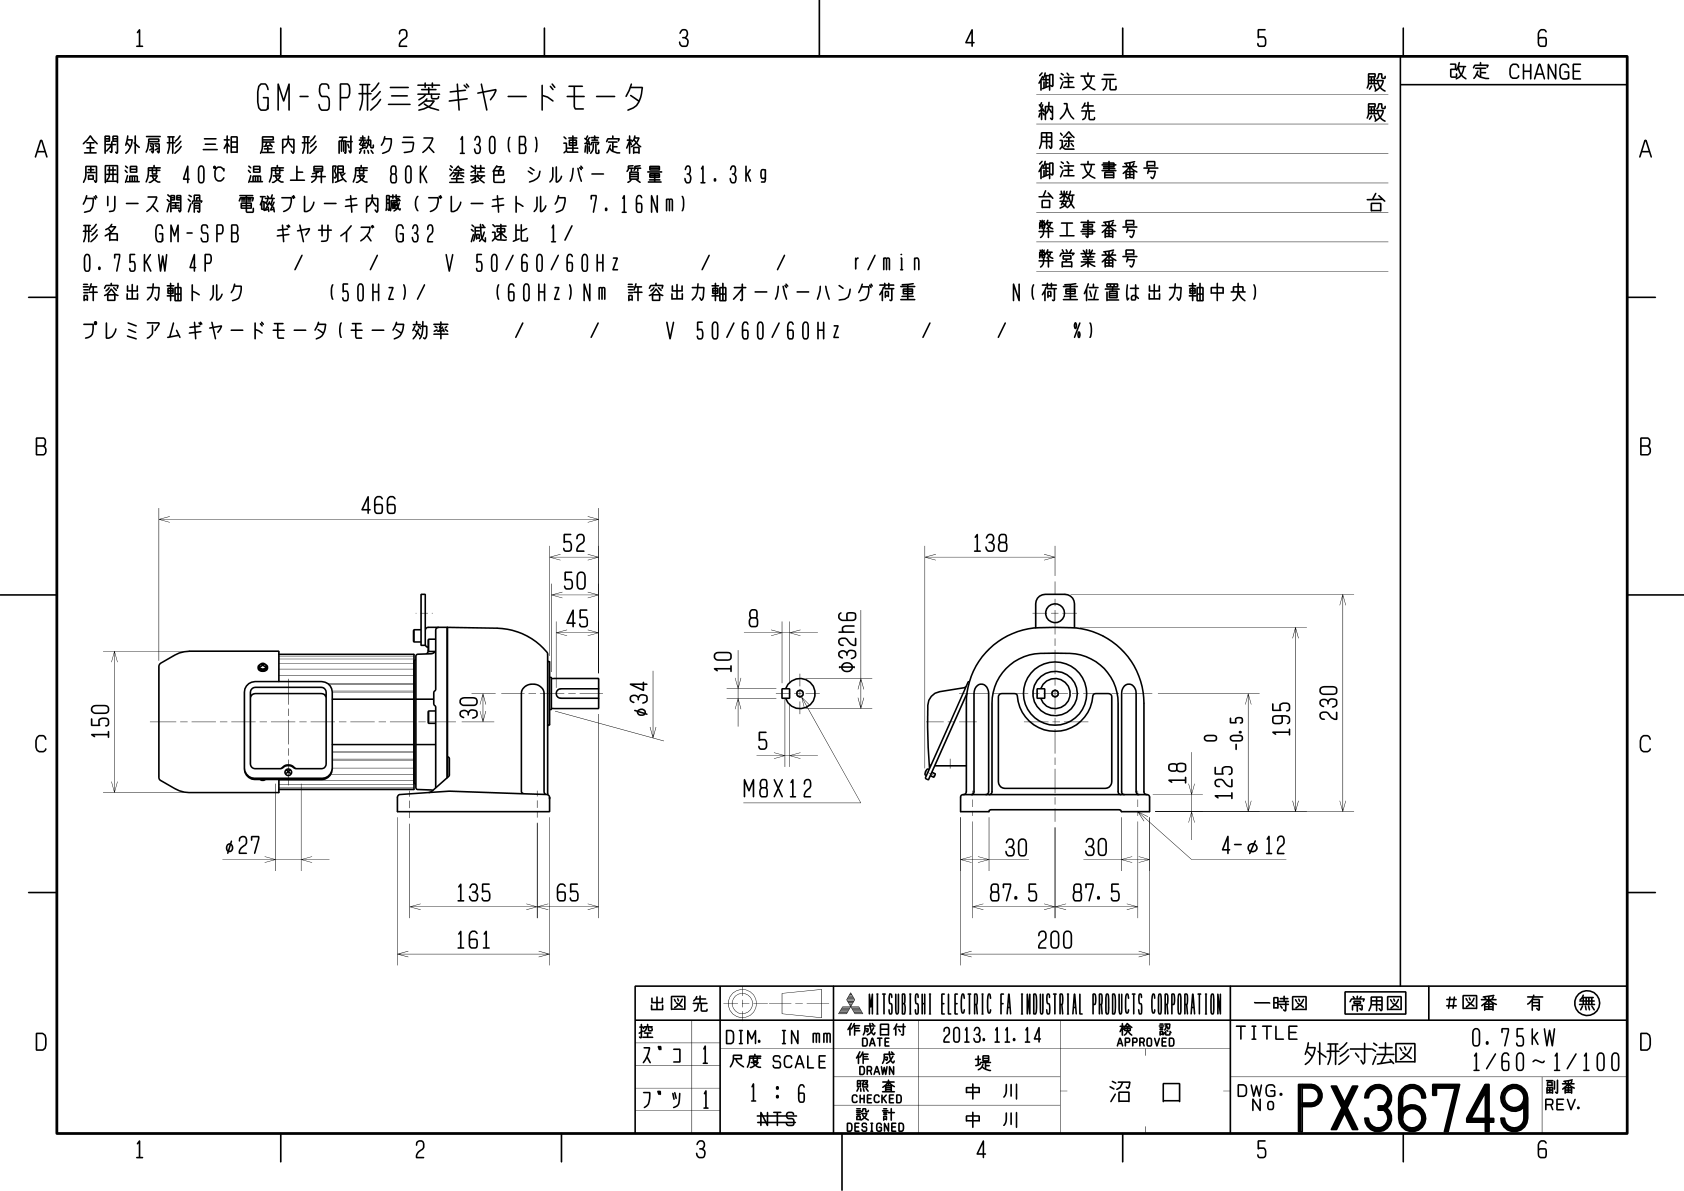 1 2 3 4 5 6
改定 CHANGE
GM-SP形三菱ギヤードモータ
全閉外扇形 三相 屋内形 耐熱クラス 130(B) 連続定格
周囲温度 40℃ 温度上昇限度 80K 塗装色 シルバー 質量 31.3kg
グリース潤滑 電磁ブレーキ内臓(ブレーキトルク 7.16Nm)
形名 GM-SPB ギヤサイズ G32 減速比 1/
0.75KW 4P / / V 50/60/60Hz / / r/min
許容出力軸トルク (50Hz)/ (60Hz)Nm 許容出力軸オーバーハング荷重 N(荷重位置は出力軸中央)
プレミアムギヤードモータ(モータ効率 / / V 50/60/60Hz / / %)
御注文元 殿
納入先 殿
用途
御注文書番号
台数 台
弊工事番号
弊営業番号
A A
B B
C C
D D
466
52
50
45
150
30
φ34
φ27
135 65
161
8
φ32h6
10
5
M8X12
138
230
195
0
125 -0.5
18
30 30
4-φ12
87.5 87.5
200
出図先
控
ズコ 1
ブツ 1
DIM. IN mm
尺度 SCALE
1 : 6
NTS
MITSUBISHI ELECTRIC FA INDUSTRIAL PRODUCTS CORPORATION
作成日付 DATE 2013.11.14
作成 DRAWN 堤
照査 CHECKED 中川
設計 DESIGNED 中川
検認 APPROVED
沼口
一時図 常用図 #図番 有 無
TITLE 外形寸法図
0.75kW
1/60~1/100
DWG. No PX36749
副番 REV.
1 2 3 4 5 6